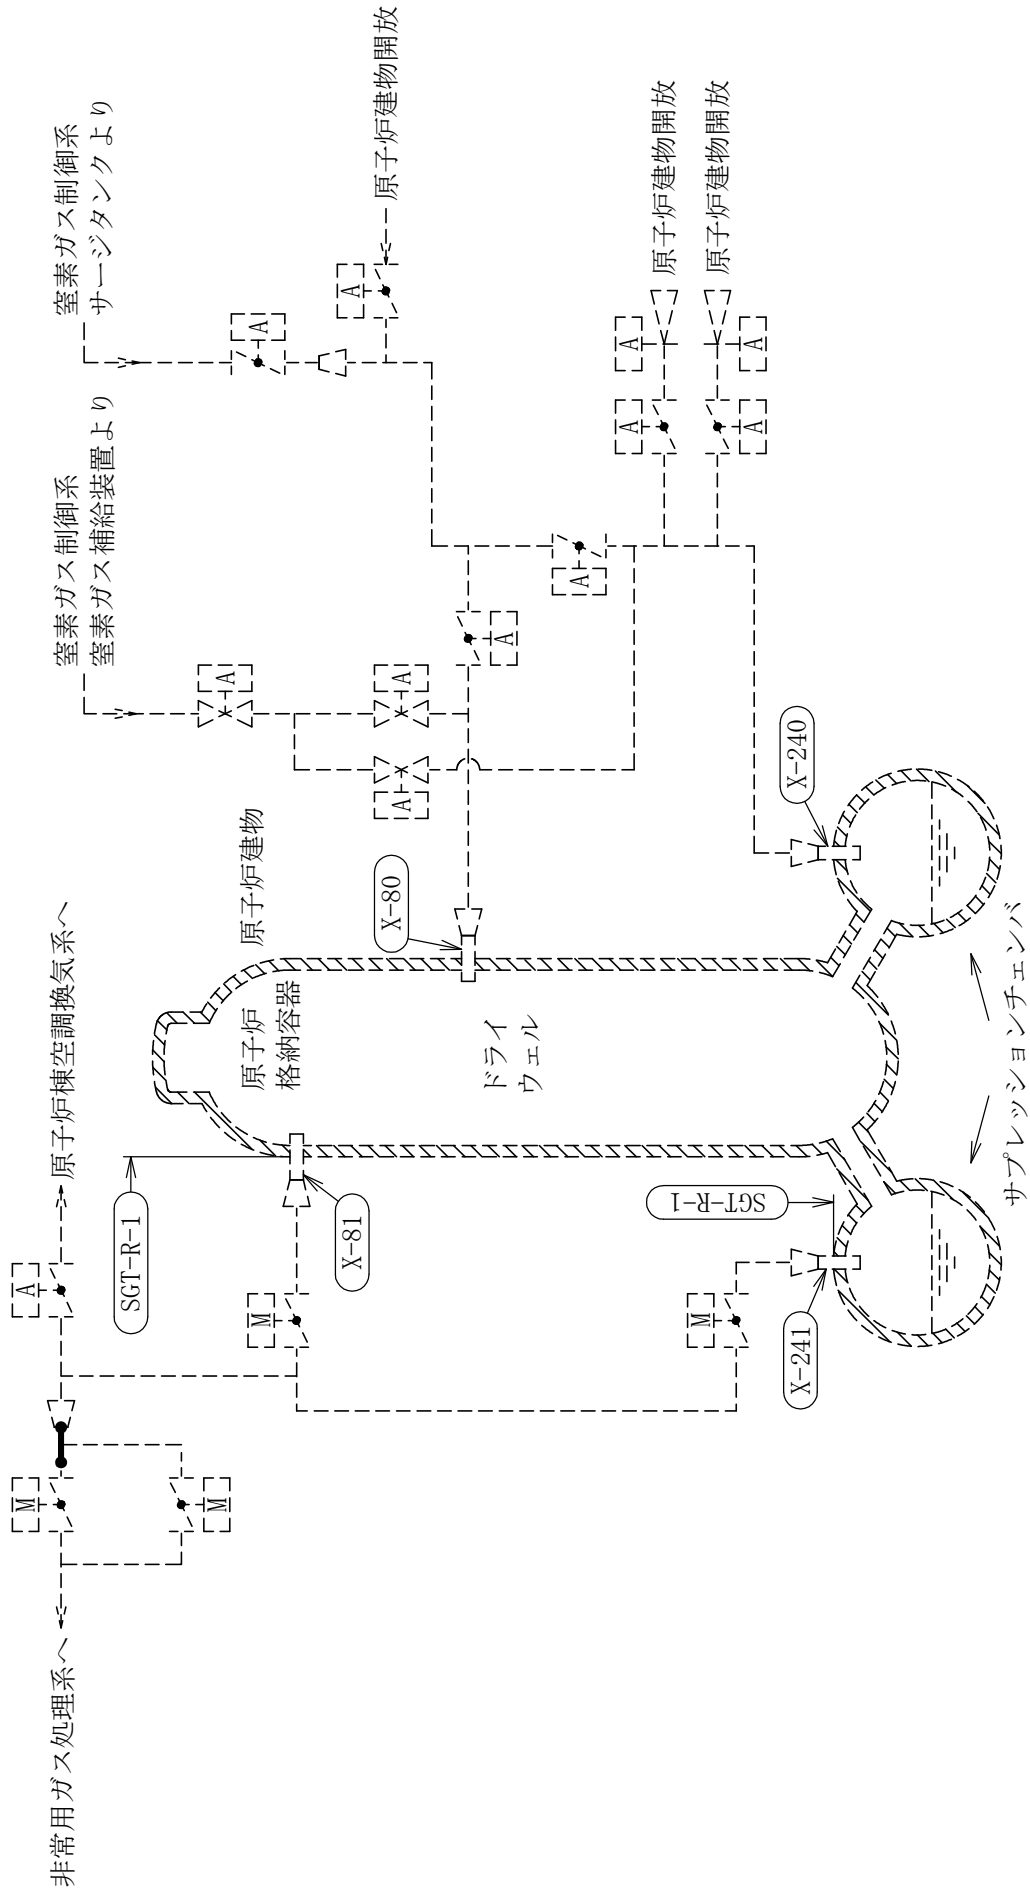 非常用ガス処理系へ
M
M
A
原子炉棟空調換気系へ
SGT-R-1
X-81
M
M
X-241
SGT-R-1
原子炉
格納容器
原子炉建物
ドライ
ウェル
サプレッションチェンバ
X-80
X-240
窒素ガス制御系
窒素ガス補給装置より
A
A
A
A
A
窒素ガス制御系
サージタンクより
A
A
原子炉建物開放
A
A
原子炉建物開放
A
A
原子炉建物開放